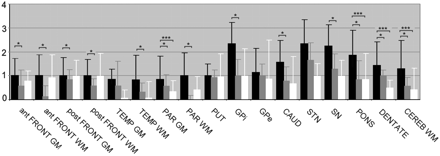 4
3
2
1
0
* * * * * * *** * * * * * *** * *** * *** *
ant FRONT GM
ant FRONT WM
post FRONT GM
post FRONT WM
TEMP GM
TEMP WM
PAR GM
PAR WM
PUT
GPi
GPe
CAUD
STN
SN
PONS
DENTATE
CEREB WM